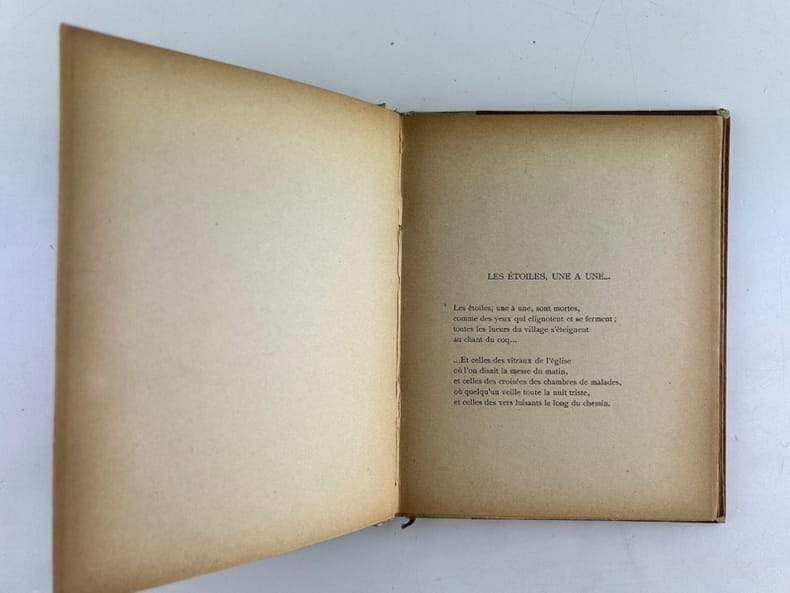 LES ÉTOILES, UNE A UNE...
Les étoiles, une à une, sont mortes,
comme des yeux qui clignotent et se ferment ;
toutes les lueurs du village s'éteignent
au chant du coq...
...Et celles des vitraux de l'église
où l'on disait la messe du matin,
et celles des croisées des chambres de malades,
où quelqu'un veille toute la nuit triste,
et celles des vers luisants le long du chemin.